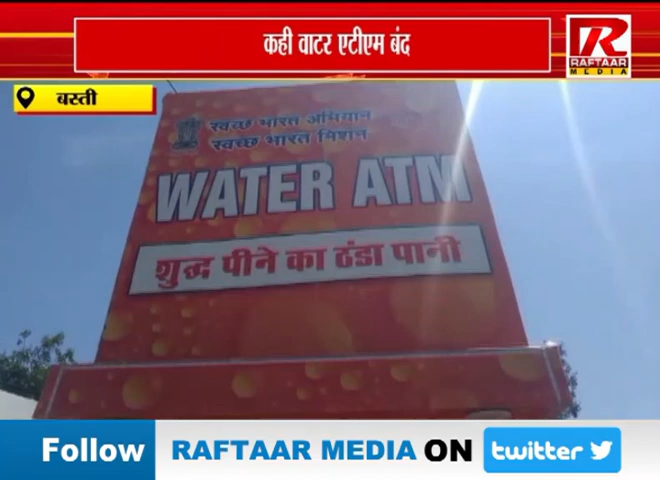 कही वाटर एटीएम बंद
R
RAFTAAR
MEDIA
बस्ती
स्वच्छ भारत अभियान
स्वच्छ भारत मिशन
WATER ATM
शुद्ध पीने का ठंडा पानी
Follow RAFTAAR MEDIA ON twitter